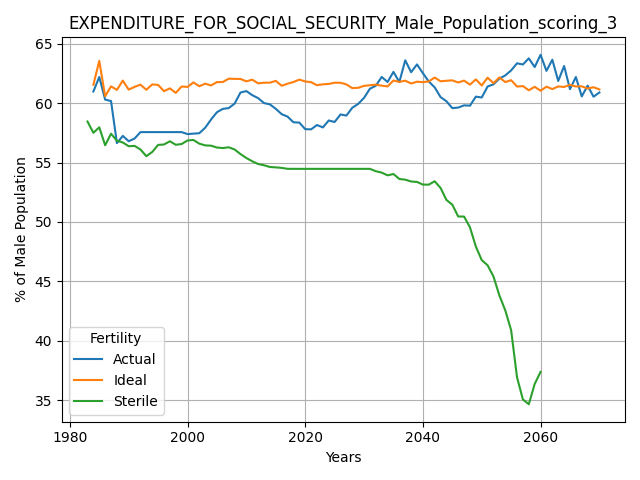 EXPENDITURE_FOR_SOCIAL_SECURITY_Male_Population_scoring_3
% of Male Population
65
60
55
50
45
40
35
Fertility
Actual
Ideal
Sterile
1980
2000
2020
2040
2060
Years